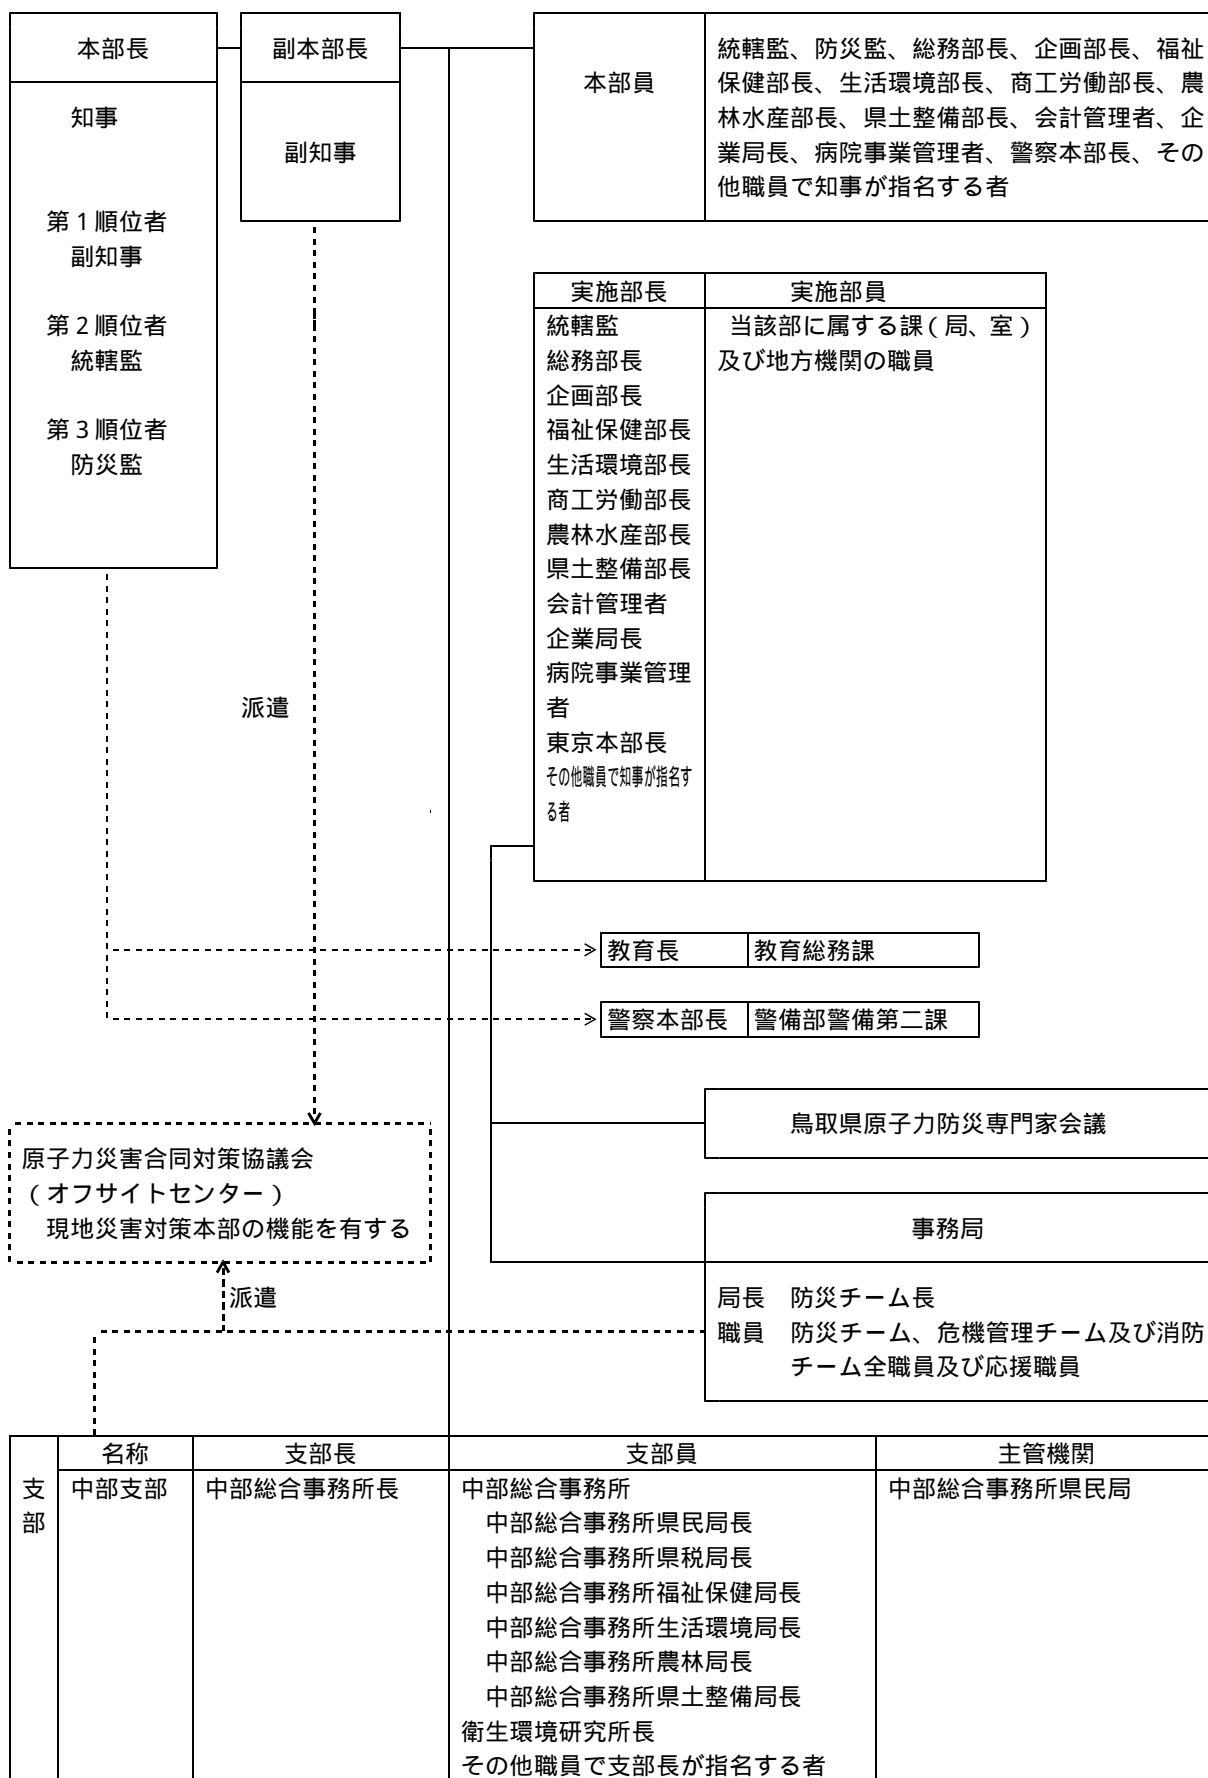 本部長
知事
第1順位者
副知事
第2順位者
統轄監
第3順位者
防災監
副本部長
副知事
本部員
統轄監、防災監、総務部長、企画部長、福祉
保健部長、生活環境部長、商工労働部長、農
林水産部長、県土整備部長、会計管理者、企
業局長、病院事業管理者、警察本部長、その
他職員で知事が指名する者
実施部長
統轄監
総務部長
企画部長
福祉保健部長
生活環境部長
商工労働部長
農林水産部長
県土整備部長
会計管理者
企業局長
病院事業管理
者
東京本部長
その他職員で知事が指名す
る者
実施部員
当該部に属する課(局、室)
及び地方機関の職員
派遣
教育長 教育総務課
警察本部長 警備部警備第二課
鳥取県原子力防災専門家会議
原子力災害合同対策協議会
(オフサイトセンター)
現地災害対策本部の機能を有する
派遣
事務局
局長 防災チーム長
職員 防災チーム、危機管理チーム及び消防
チーム全職員及び応援職員
支
部
名称
中部支部
支部長
中部総合事務所長
支部員
中部総合事務所
中部総合事務所県民局長
中部総合事務所県税局長
中部総合事務所福祉保健局長
中部総合事務所生活環境局長
中部総合事務所農林局長
中部総合事務所県土整備局長
衛生環境研究所長
その他職員で支部長が指名する者
主管機関
中部総合事務所県民局